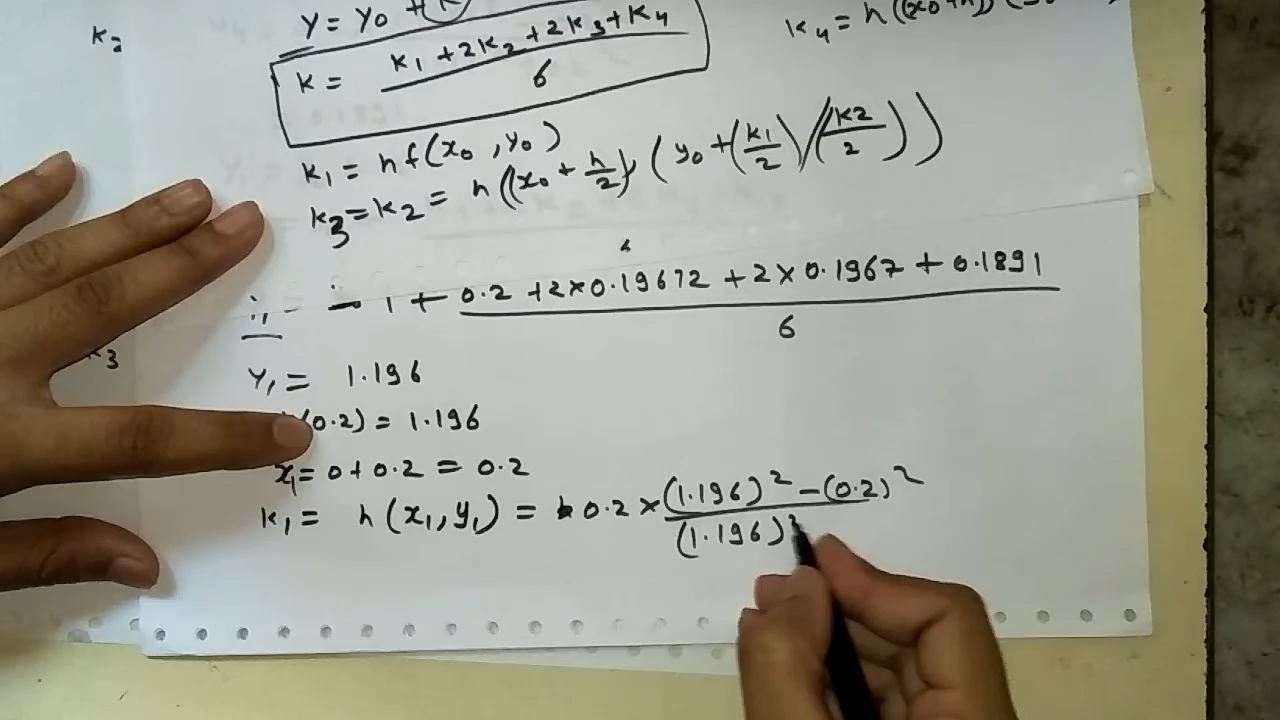 y = y0 + k
k2
k = k1 + 2k2 + 2k3 + k4 / 6
k4 = h((x0+h))
k1 = hf(x0, y0)
k3 = k2 = h((x0 + h/2), (y0 + (k1/2)/(k2/2)))
1 + 0.2 + 2×0.19672 + 2×0.1967 + 0.1891 / 6
3
y1 = 1.196
(0.2) = 1.196
x1 = 0 + 0.2 = 0.2
k1 = h(x1, y1) = 0.2 × (1.196)² - (0.2)² / (1.196)